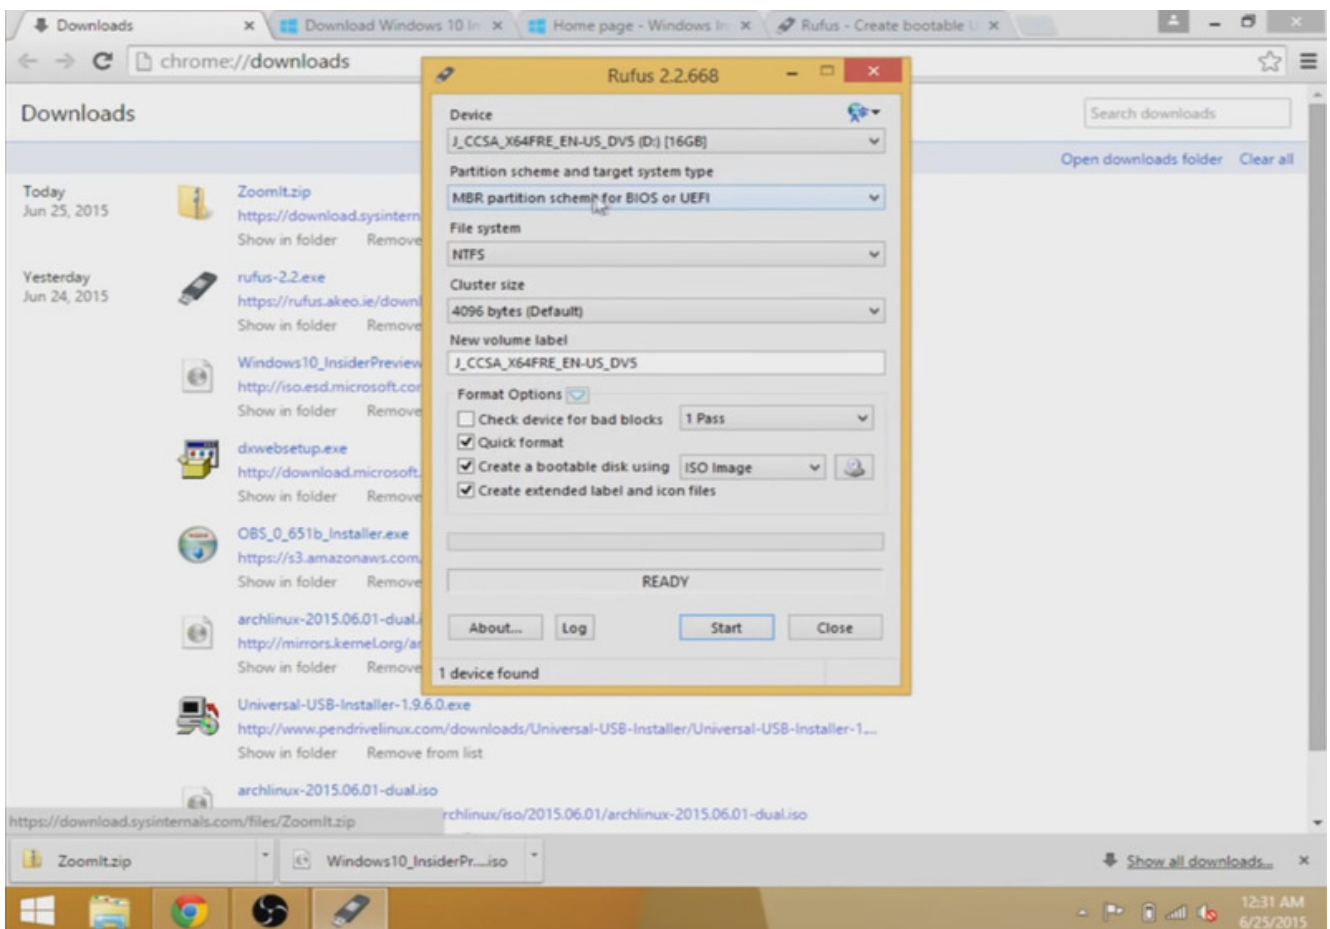 Downloads
Download Windows 10 In
Home page - Windows In
Rufus - Create bootable U
chrome://downloads
Rufus 2.2.668
Downloads
Search downloads
Open downloads folder Clear all
Today
Jun 25, 2015
ZoomIt.zip
https://download.sysintern
Show in folder Remove
Yesterday
Jun 24, 2015
rufus-2.2.exe
https://rufus.akeo.ie/downl
Show in folder Remove
Windows10_InsiderPreview
http://iso.esd.microsoft.cor
Show in folder Remove
dxwebsetup.exe
http://download.microsoft.
Show in folder Remove
OBS_0_651b_Installer.exe
https://s3.amazonaws.com
Show in folder Remove
archlinux-2015.06.01-dual.i
http://mirrors.kernel.org/ar
Show in folder Remove
Universal-USB-Installer-1.9.6.0.exe
http://www.pendrivelinux.com/downloads/Universal-USB-Installer/Universal-USB-Installer-1....
Show in folder Remove from list
archlinux-2015.06.01-dual.iso
rchlinux/iso/2015.06.01/archlinux-2015.06.01-dual.iso
https://download.sysinternals.com/files/ZoomIt.zip
Device
J_CCSA_X64FRE_EN-US_DV5 (D:) [16GB]
Partition scheme and target system type
MBR partition scheme for BIOS or UEFI
File system
NTFS
Cluster size
4096 bytes (Default)
New volume label
J_CCSA_X64FRE_EN-US_DV5
Format Options
Check device for bad blocks 1 Pass
Quick format
Create a bootable disk using ISO Image
Create extended label and icon files
READY
About... Log Start Close
1 device found
ZoomIt.zip
Windows10_InsiderPr....iso
Show all downloads...
12:31 AM
6/25/2015